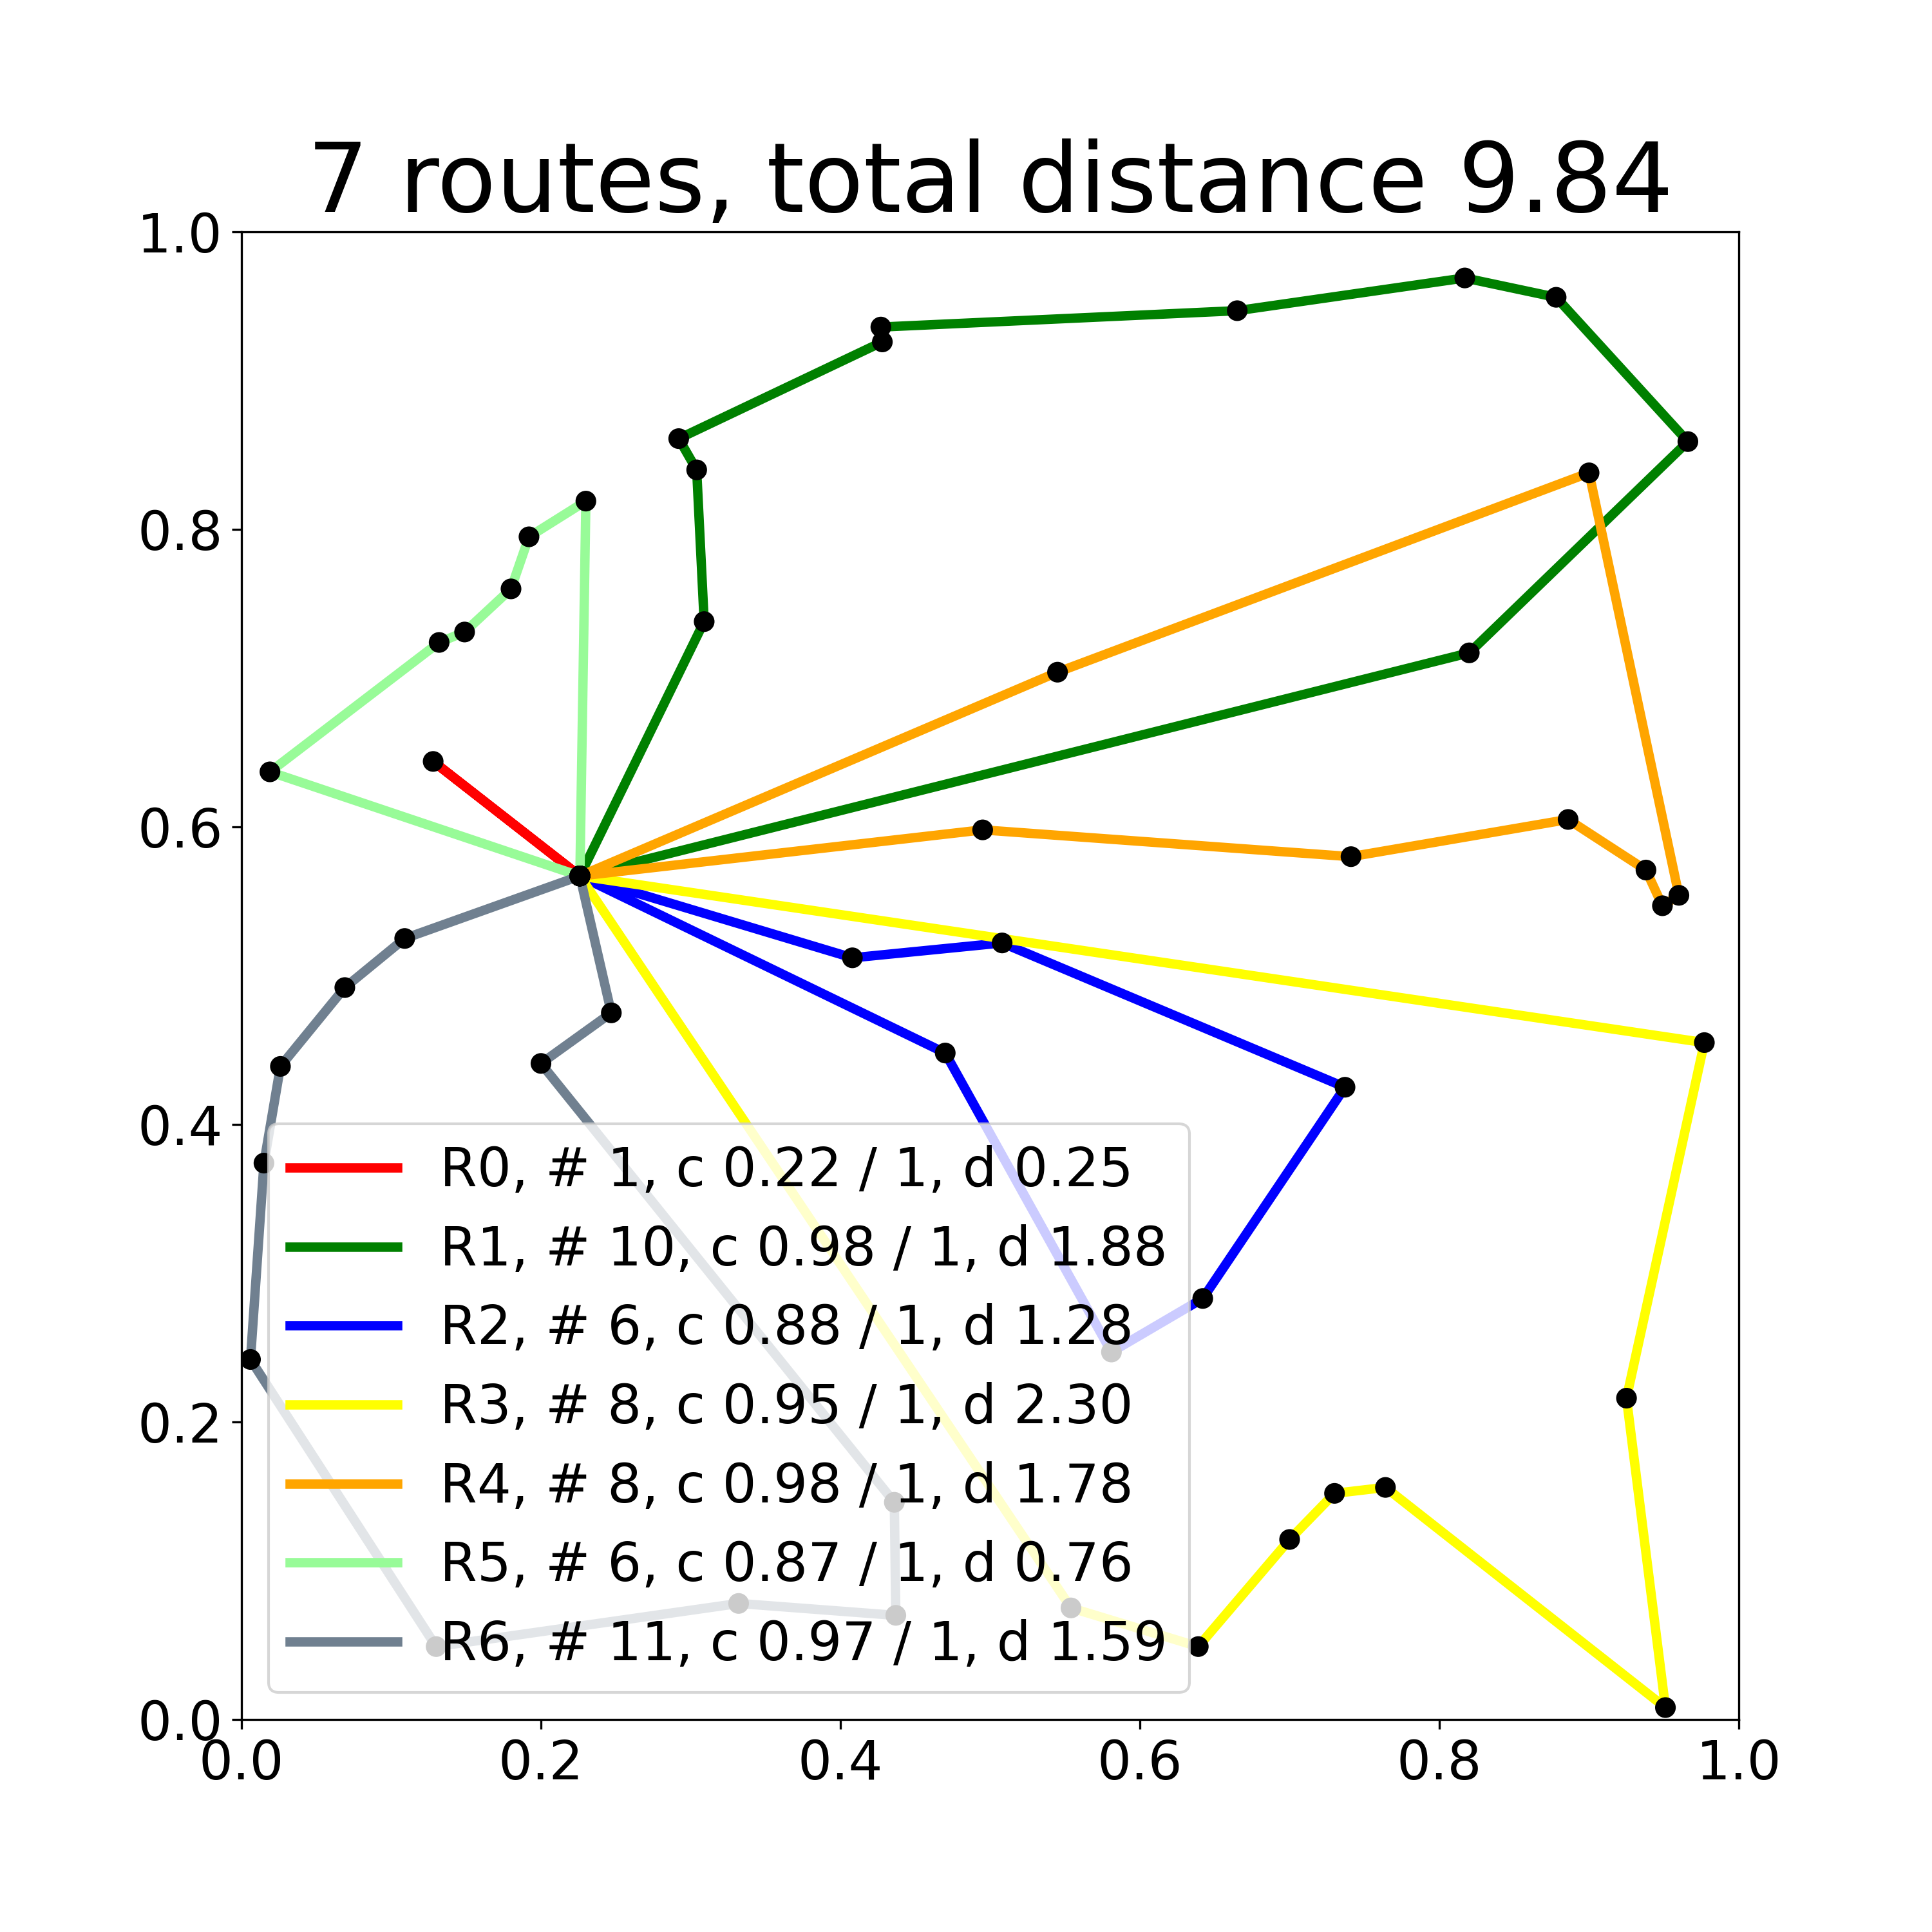 7 routes, total distance 9.84
1.0
0.8
0.6
0.4
0.2
0.0
R0, # 1, c 0.22 / 1, d 0.25
R1, # 10, c 0.98 / 1, d 1.88
R2, # 6, c 0.88 / 1, d 1.28
R3, # 8, c 0.95 / 1, d 2.30
R4, # 8, c 0.98 / 1, d 1.78
R5, # 6, c 0.87 / 1, d 0.76
R6, # 11, c 0.97 / 1, d 1.59
0.0 0.2 0.4 0.6 0.8 1.0